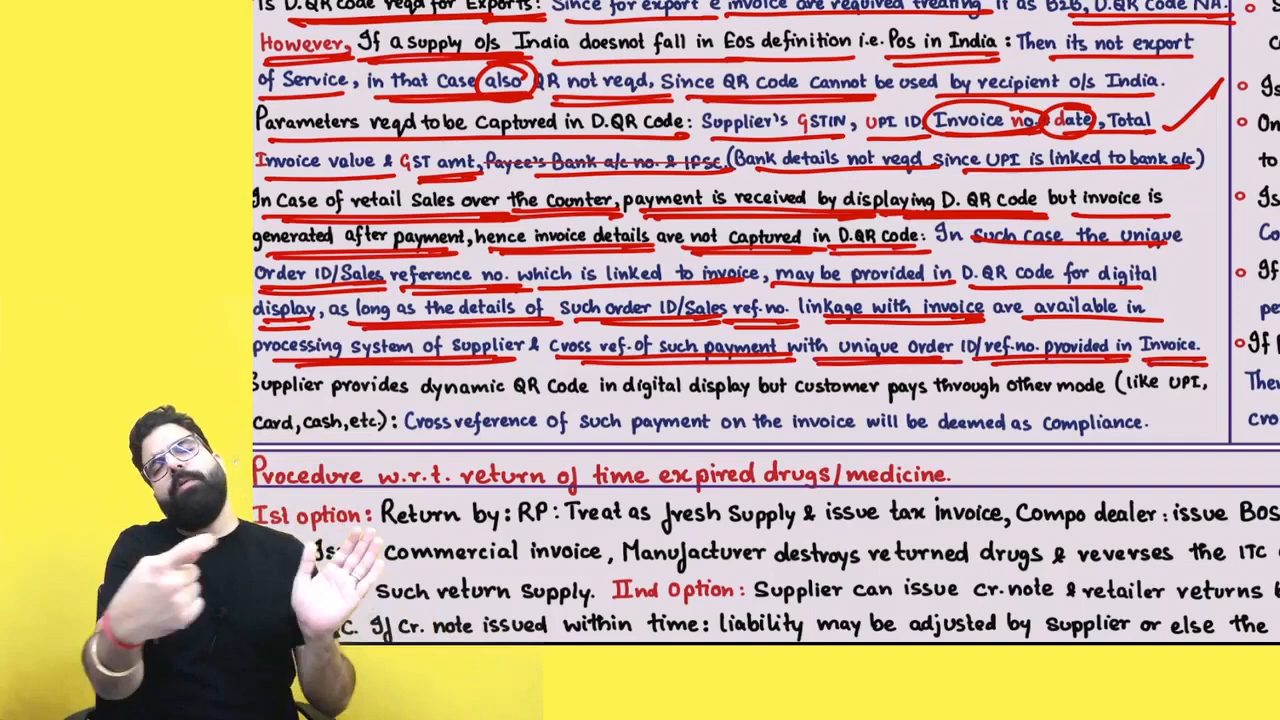 is D.QR code reqd for Exports: Since for export e invoice are required treating it as B2B, D.QR code NA.
However, If a supply o/s India doesnot fall in Eos definition i.e. Pos in India: Then its not export
of Service, in that Case also QR not reqd, Since QR Code cannot be used by recipient o/s India.
Parameters reqd to be Captured in D.QR Code: Supplier's GSTIN, UPI ID, Invoice no. & date, Total
Invoice value & GST amt, Payee's Bank a/c no. & IFSC (Bank details not reqd Since UPI is linked to bank a/c)
In Case of retail Sales over the counter, payment is received by displaying D. QR code but invoice is
generated after payment, hence invoice details are not captured in D.QR code: In such case the unique
Order ID/Sales reference no. which is linked to invoice, may be provided in D.QR code for digital
display, as long as the details of such order ID/Sales ref.no. linkage with invoice are available in
processing system of Supplier & Cross ref. of such payment with unique Order ID/ref.no. provided in Invoice.
Supplier provides dynamic QR Code in digital display but customer pays through other mode (like UPI,
card, cash, etc.): Cross reference of such payment on the invoice will be deemed as compliance.
Procedure w.r.t. return of time expired drugs/medicine.
Ist option: Return by: RP: Treat as fresh supply & issue tax invoice, Compo dealer: issue BOS
commercial invoice, Manufacturer destroys returned drugs & reverses the ITC
such return supply. IInd Option: Supplier can issue cr.note & retailer returns
If Cr. note issued within time: liability may be adjusted by supplier or else the
Is
On
to
Is
Co
If
pe
If
Then
cro